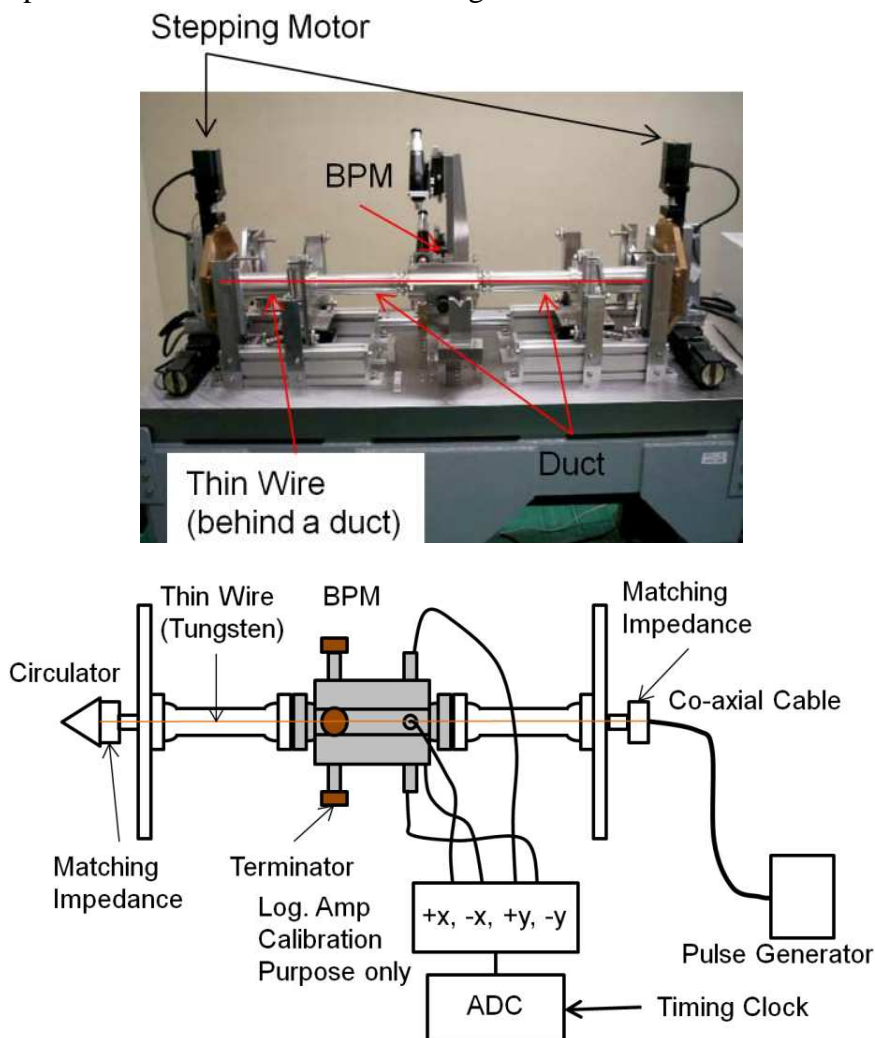 Stepping Motor
BPM
Duct
Thin Wire
(behind a duct)
Thin Wire
(Tungsten)
BPM
Matching
Impedance
Circulator
Co-axial Cable
Matching
Impedance
Terminator
Log. Amp
Calibration
Purpose only
+x, -x, +y, -y
Pulse Generator
ADC
Timing Clock